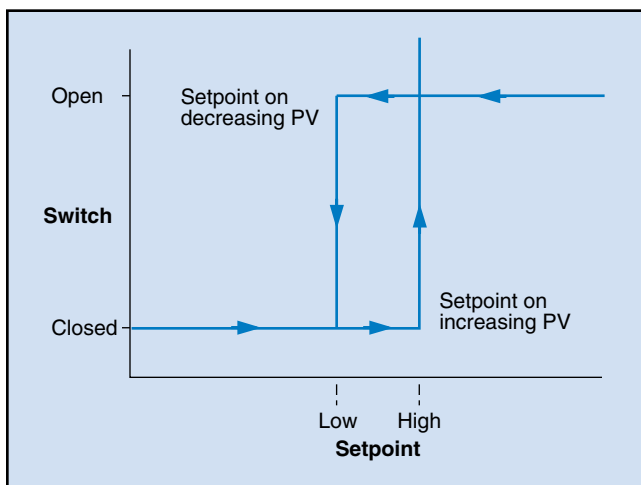 Open
Setpoint on
decreasing PV
Switch
Setpoint on
increasing PV
Closed
Low
High
Setpoint